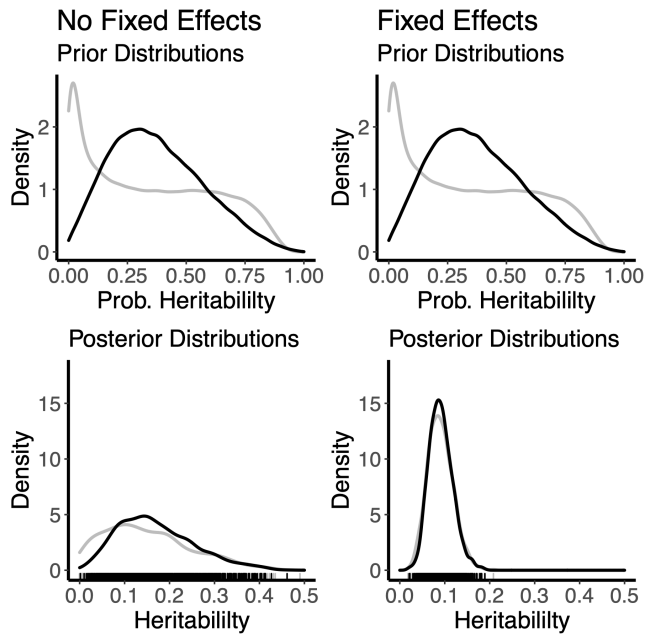 No Fixed Effects
Prior Distributions
Density
2
1
0
0.00 0.25 0.50 0.75 1.00
Prob. Heritabililty
Fixed Effects
Prior Distributions
Density
2
1
0
0.00 0.25 0.50 0.75 1.00
Prob. Heritabililty
Posterior Distributions
Density
15
10
5
0
0.0 0.1 0.2 0.3 0.4 0.5
Heritabililty
Posterior Distributions
Density
15
10
5
0
0.0 0.1 0.2 0.3 0.4 0.5
Heritabililty